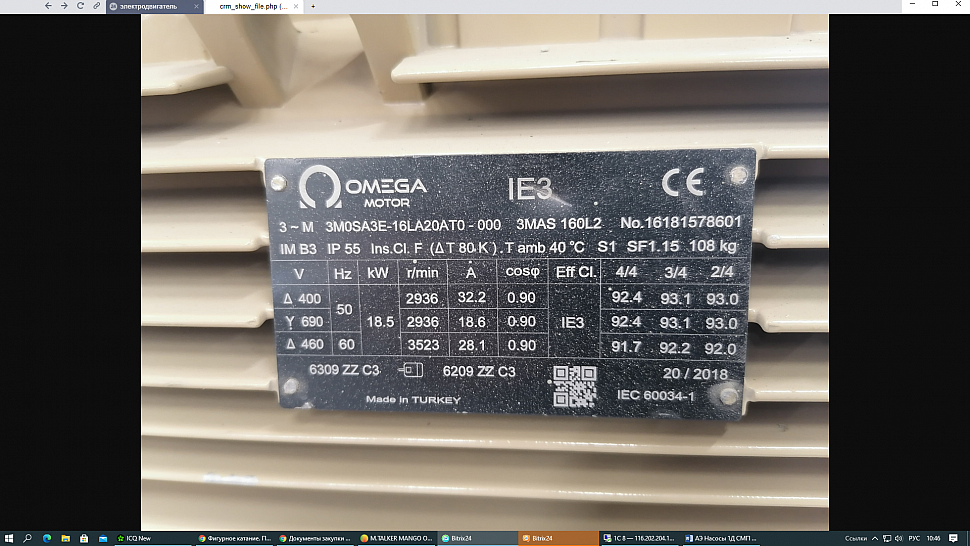 электродвигатель
crm_show_file.php (...
OMEGA
MOTOR
IE3
CE
3 ~ M 3M0SA3E-16LA20AT0 - 000 3MAS 160L2 No.16181578601
IM B3 IP 55 Ins.Cl. F (ΔT 80 K). T amb 40 °C S1 SF1.15 108 kg
V Hz kW r/min A cosφ Eff Cl. 4/4 3/4 2/4
Δ 400 50 18.5 2936 32.2 0.90 IE3 92.4 93.1 93.0
Y 690 2936 18.6 0.90 92.4 93.1 93.0
Δ 460 60 3523 28.1 0.90 91.7 92.2 92.0
6309 ZZ C3 6209 ZZ C3 20 / 2018
Made in TURKEY IEC 60034-1
ICQ New
Фигурное катание. П...
Документы закупки ...
M.TALKER MANGO O...
Bitrix24
Bitrix24
1С 8 — 116.202.204.1...
АЭ Насосы 1Д СМП ...
Ссылки
РУС
10:46